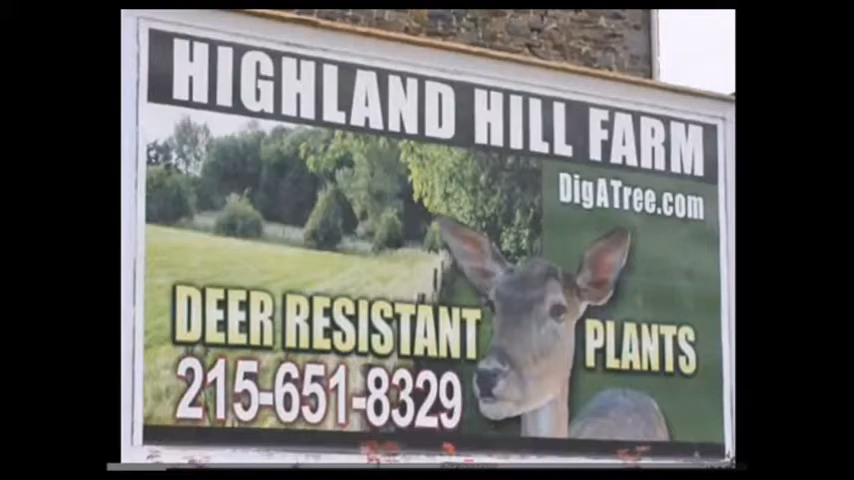 HIGHLAND HILL FARM
DigATree.com
DEER RESISTANT PLANTS
215-651-8329